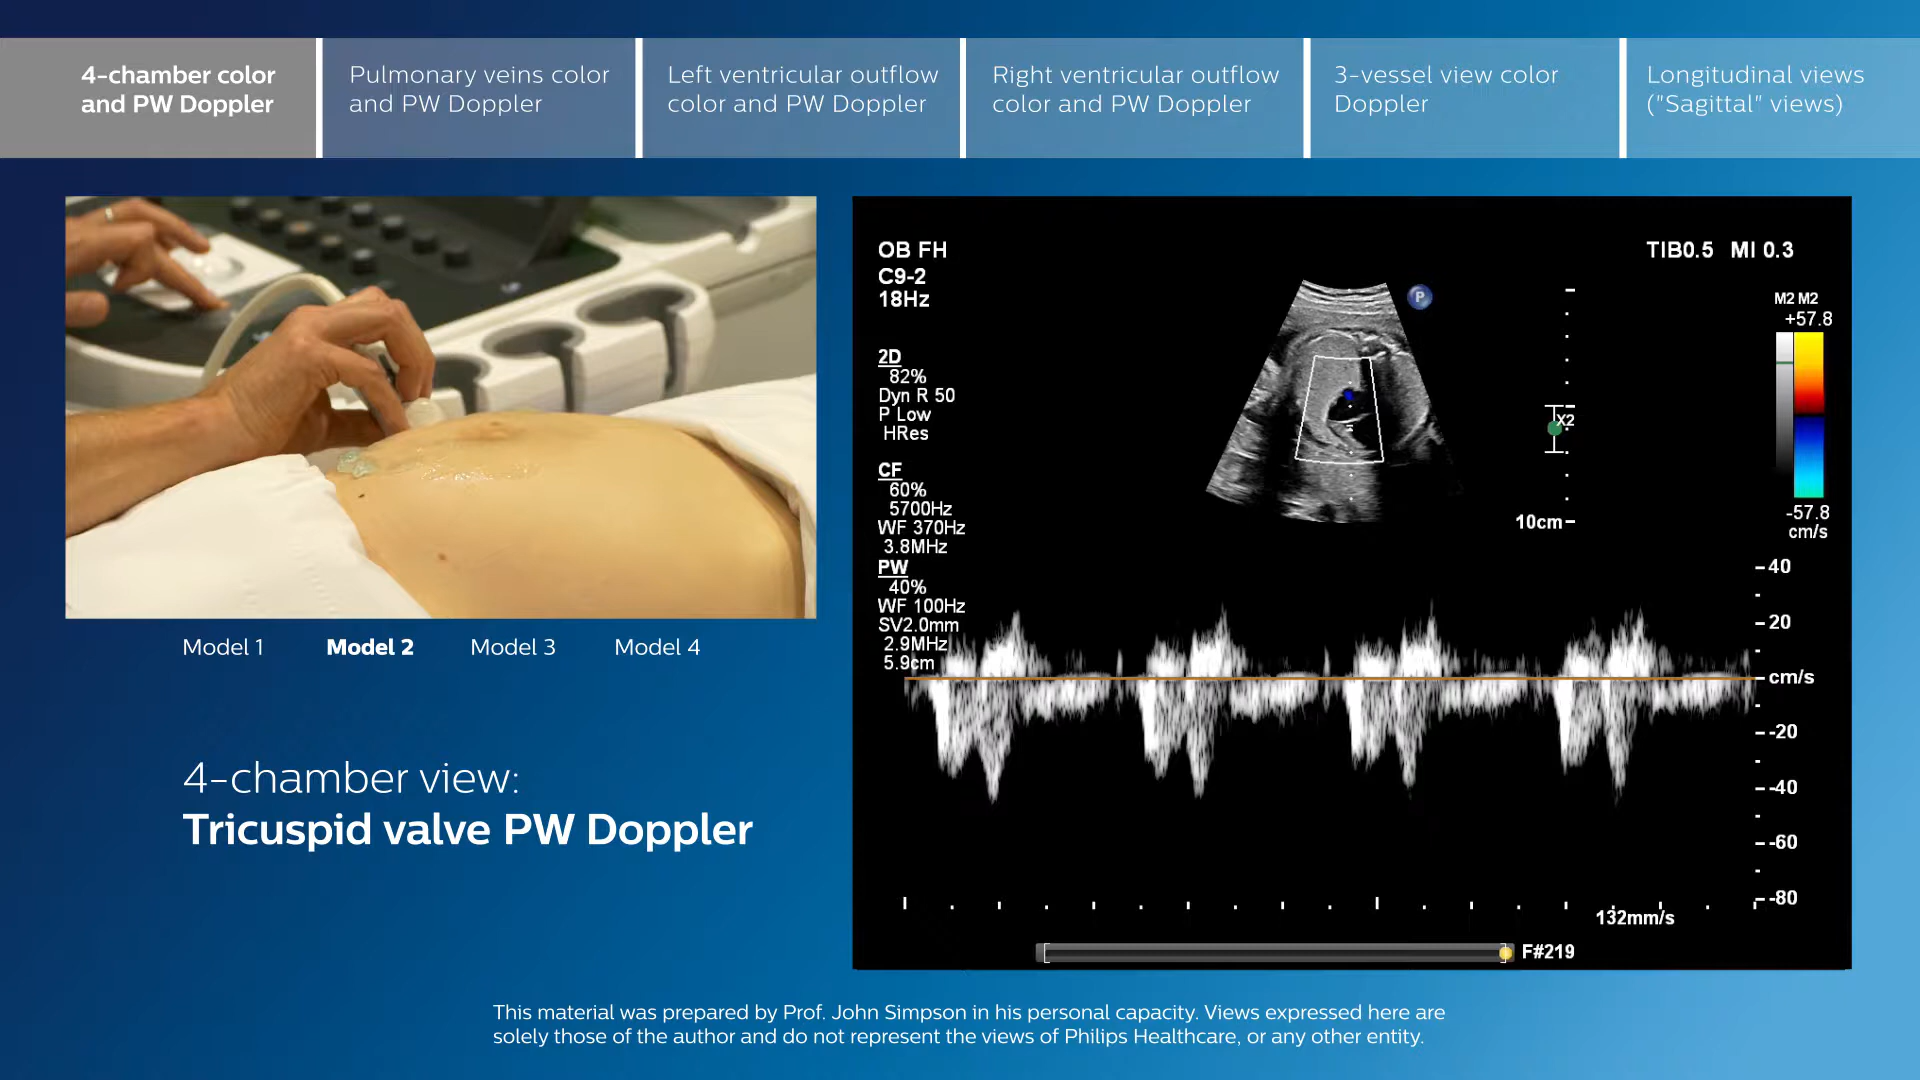 4-chamber color
and PW Doppler
Pulmonary veins color
and PW Doppler
Left ventricular outflow
color and PW Doppler
Right ventricular outflow
color and PW Doppler
3-vessel view color
Doppler
Longitudinal views
("Sagittal" views)
Model 1
Model 2
Model 3
Model 4
4-chamber view:
Tricuspid valve PW Doppler
OB FH
C9-2
18Hz
TIB0.5 MI 0.3
P
M2 M2
+57.8
-57.8
cm/s
2D
82%
Dyn R 50
P Low
HRes
CF
60%
5700Hz
WF 370Hz
3.8MHz
PW
40%
WF 100Hz
SV2.0mm
2.9MHz
5.9cm
X2
10cm
40
20
cm/s
-20
-40
-60
-80
132mm/s
F#219
This material was prepared by Prof. John Simpson in his personal capacity. Views expressed here are
solely those of the author and do not represent the views of Philips Healthcare, or any other entity.